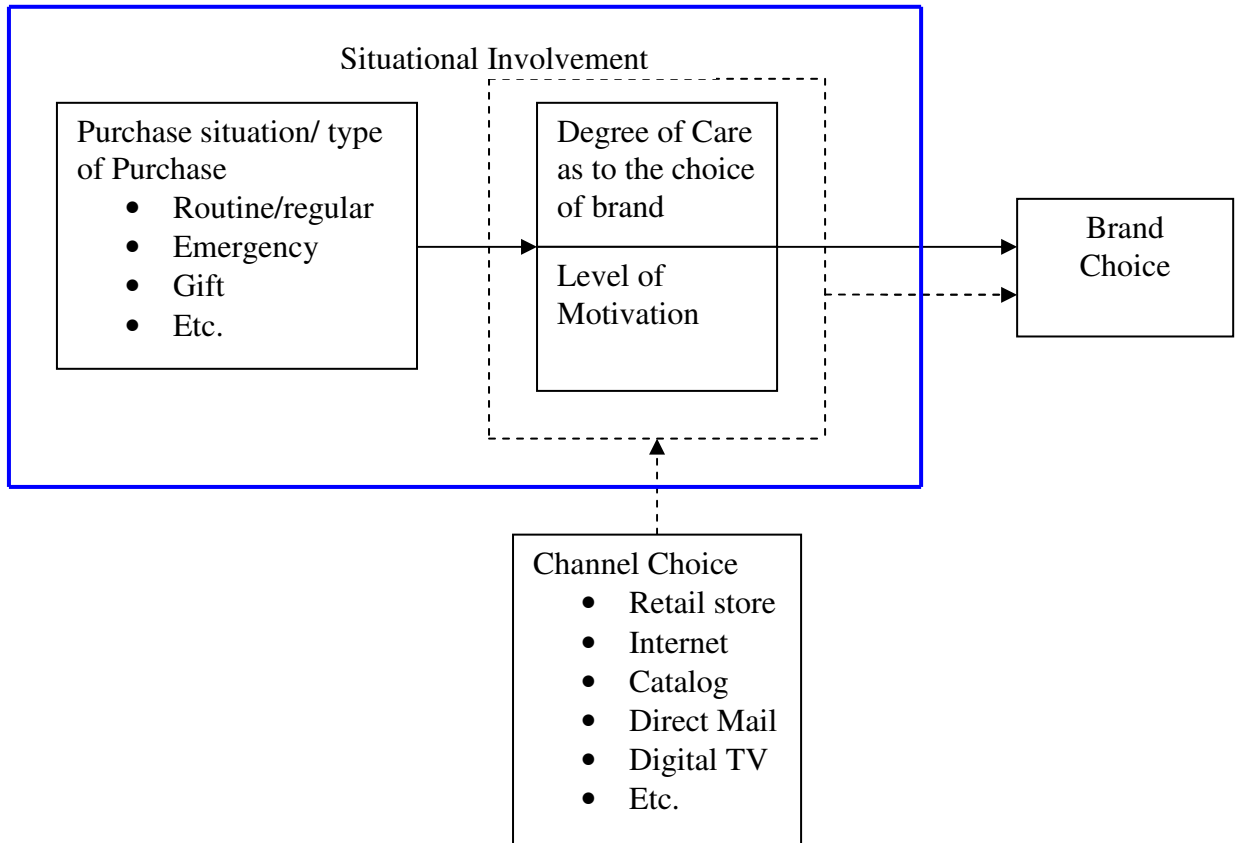 Situational Involvement
Purchase situation/ type
of Purchase
• Routine/regular
• Emergency
• Gift
• Etc.
Degree of Care
as to the choice
of brand
Level of
Motivation
Brand
Choice
Channel Choice
• Retail store
• Internet
• Catalog
• Direct Mail
• Digital TV
• Etc.